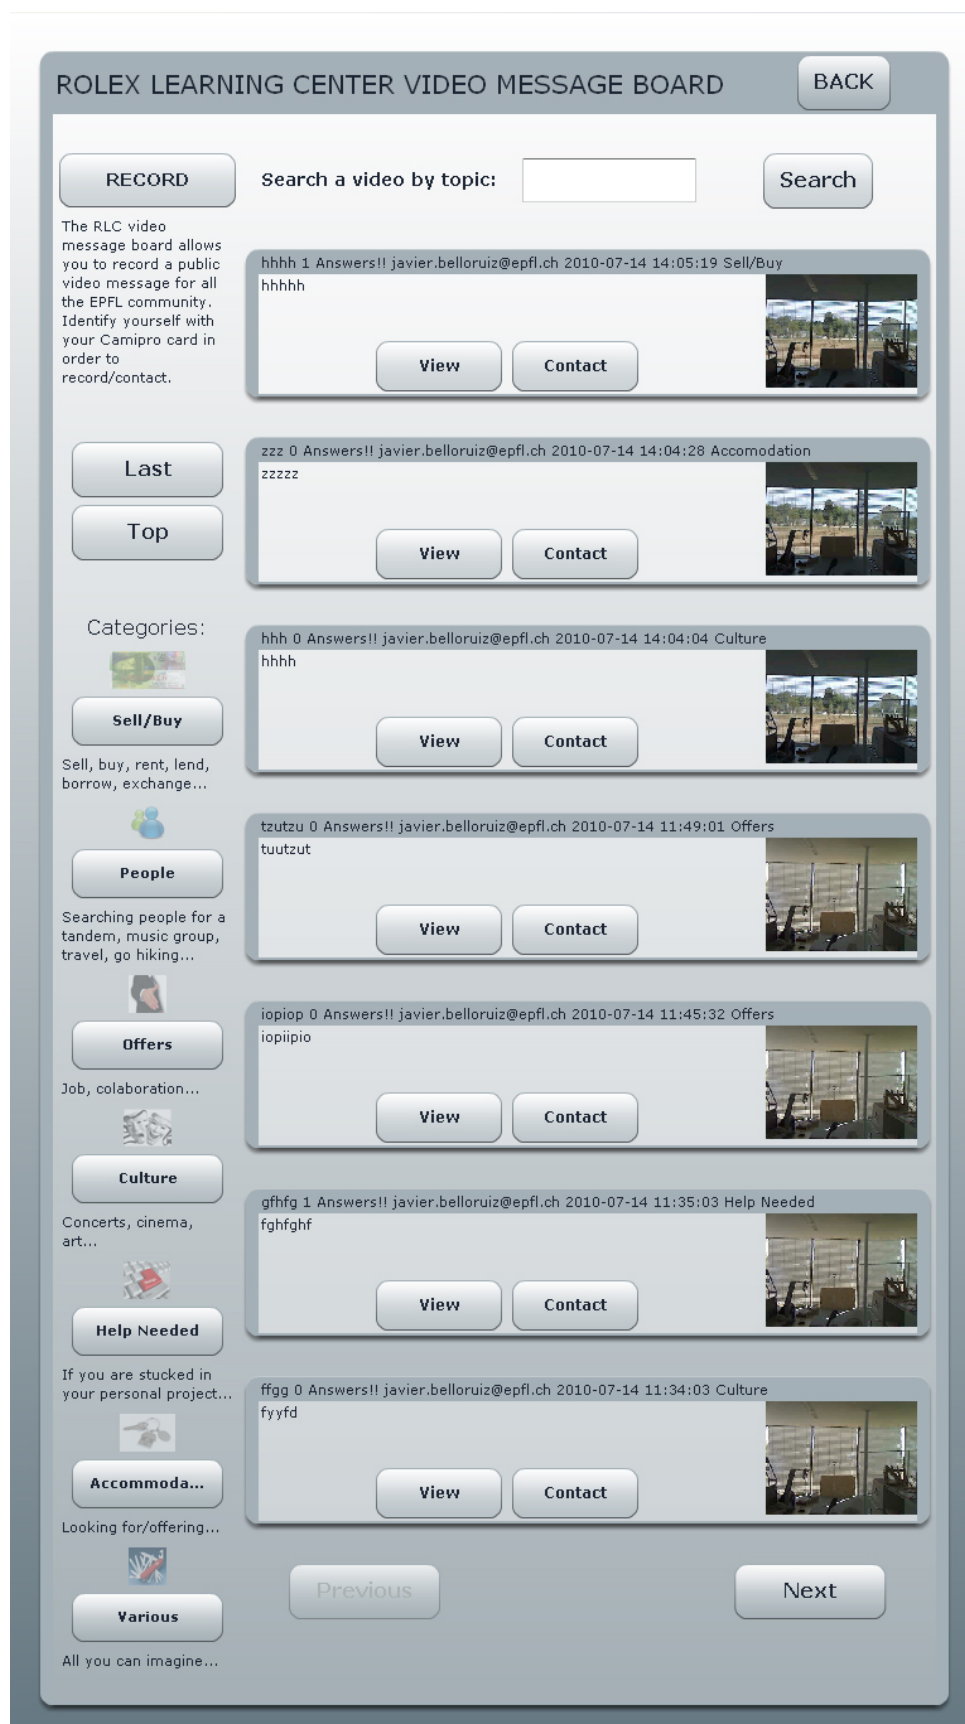 ROLEX LEARNING CENTER VIDEO MESSAGE BOARD
BACK
RECORD
Search a video by topic:
Search
The RLC video
message board allows
you to record a public
video message for all
the EPFL community.
Identify yourself with
your Camipro card in
order to
record/contact.
Last
Top
Categories:
Sell/Buy
Sell, buy, rent, lend,
borrow, exchange...
People
Searching people for a
tandem, music group,
travel, go hiking...
Offers
Job, colaboration...
Culture
Concerts, cinema,
art...
Help Needed
If you are stucked in
your personal project...
Accommoda...
Looking for/offering...
Various
All you can imagine...
hhhh 1 Answers!! javier.belloruiz@epfl.ch 2010-07-14 14:05:19 Sell/Buy
hhhhh
View
Contact
zzz 0 Answers!! javier.belloruiz@epfl.ch 2010-07-14 14:04:28 Accomodation
zzzzz
View
Contact
hhh 0 Answers!! javier.belloruiz@epfl.ch 2010-07-14 14:04:04 Culture
hhhh
View
Contact
tzutzu 0 Answers!! javier.belloruiz@epfl.ch 2010-07-14 11:49:01 Offers
tuutzut
View
Contact
iopiop 0 Answers!! javier.belloruiz@epfl.ch 2010-07-14 11:45:32 Offers
iopiipio
View
Contact
gfhfg 1 Answers!! javier.belloruiz@epfl.ch 2010-07-14 11:35:03 Help Needed
fghfghf
View
Contact
ffgg 0 Answers!! javier.belloruiz@epfl.ch 2010-07-14 11:34:03 Culture
fyyfd
View
Contact
Previous
Next